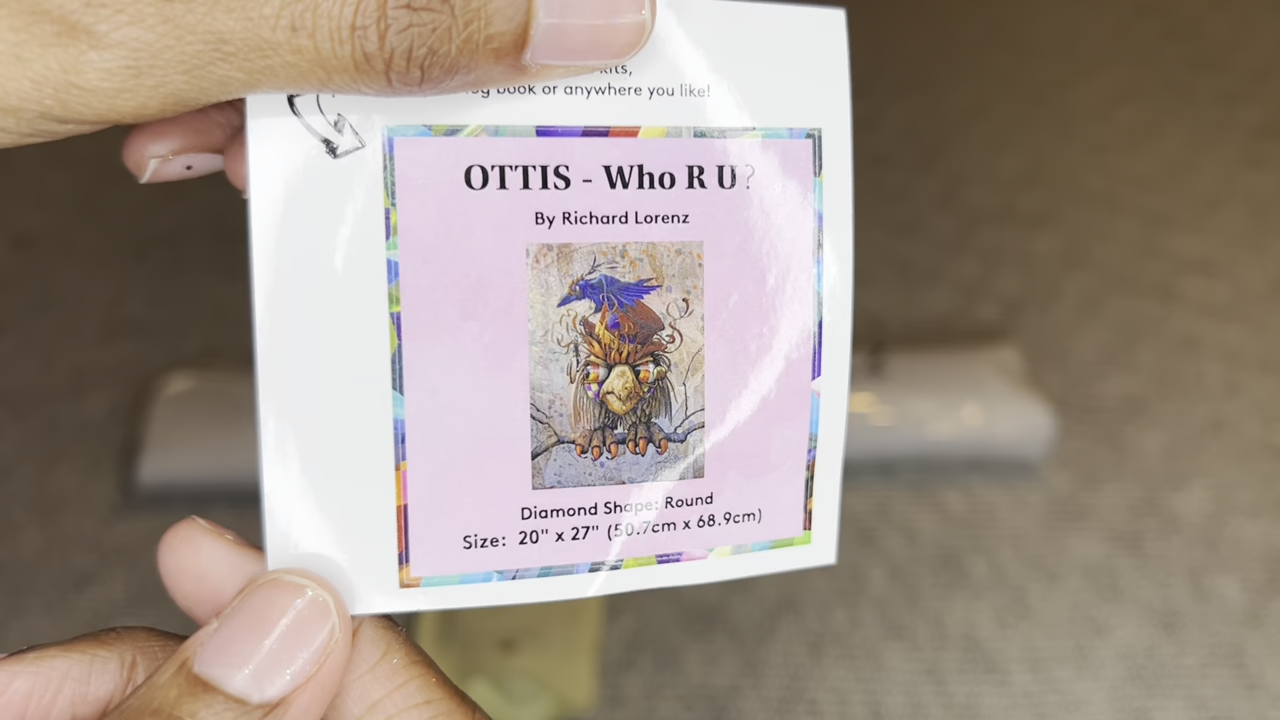 kits,
log book or anywhere you like!
OTTIS - Who R U?
By Richard Lorenz
Diamond Shape: Round
Size: 20" x 27" (50.7cm x 68.9cm)